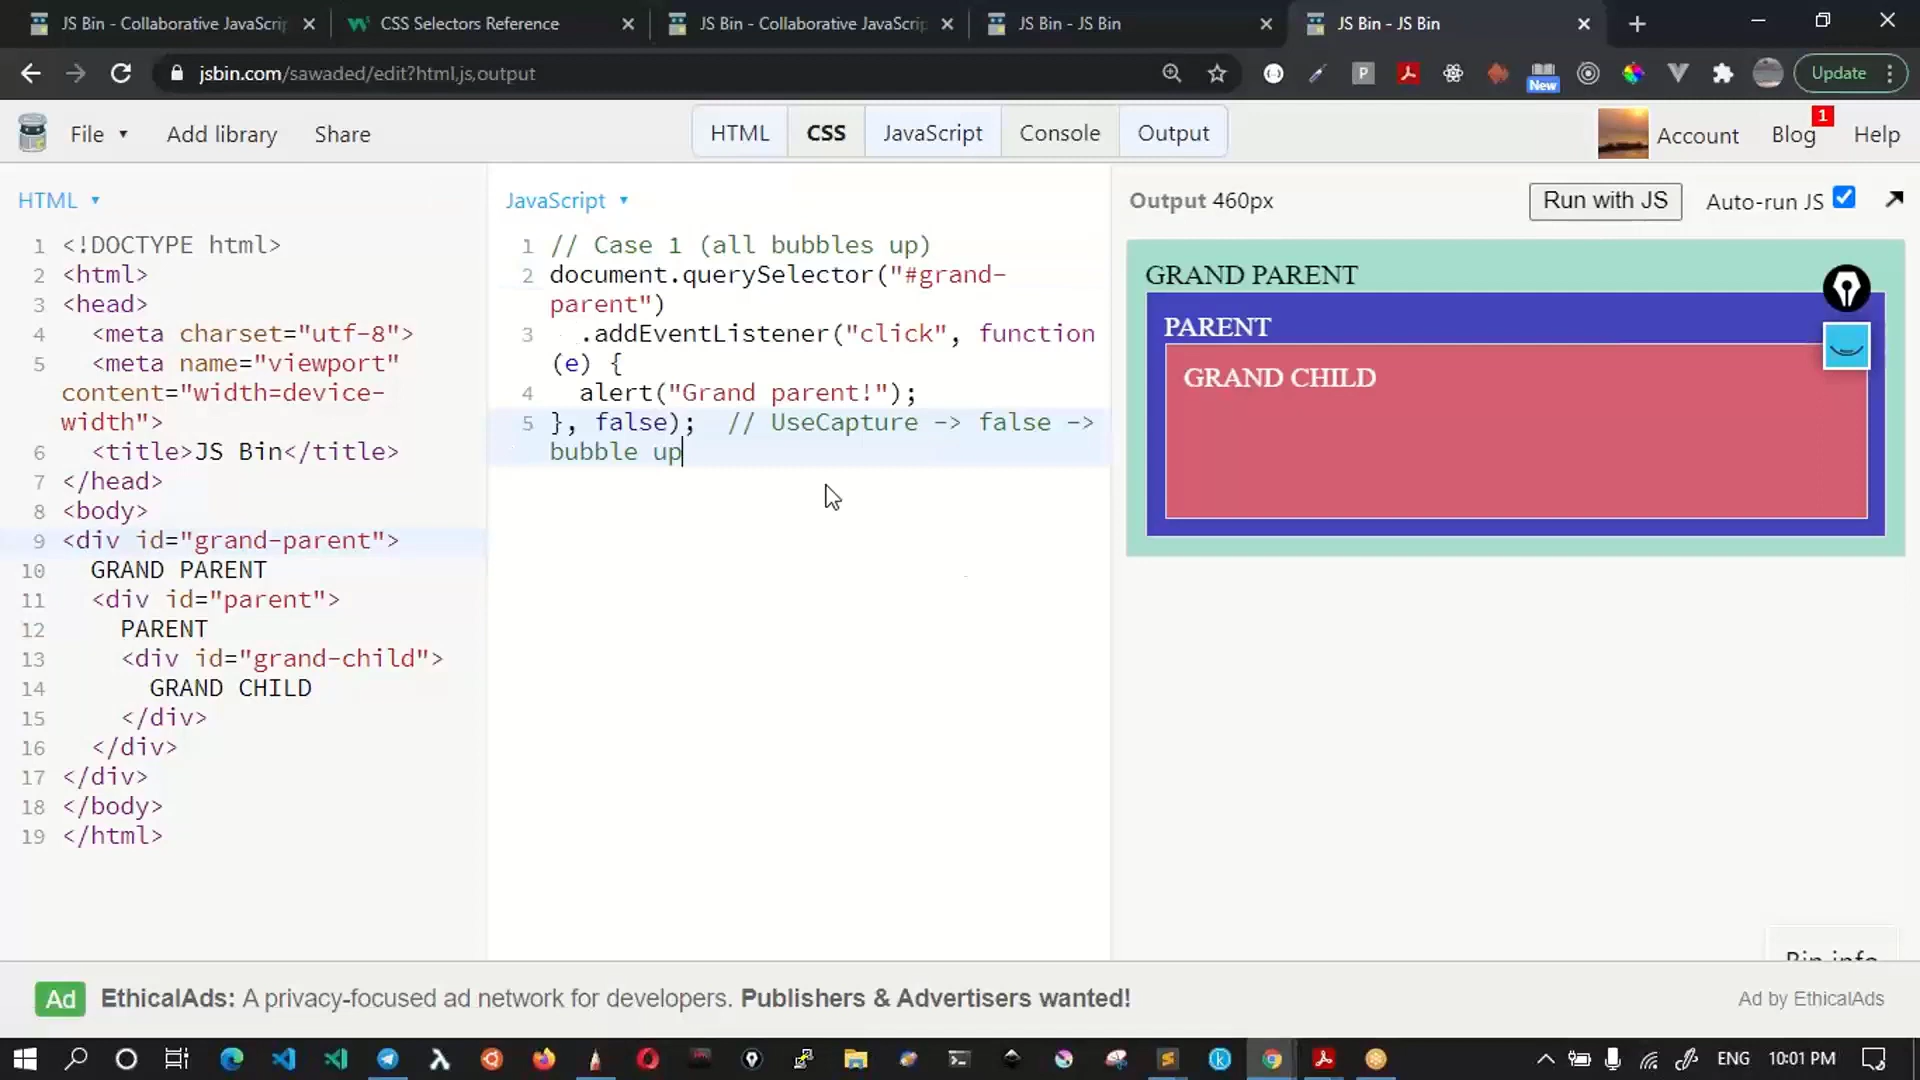 JS Bin - Collaborative JavaScrip
CSS Selectors Reference
JS Bin - Collaborative JavaScrip
JS Bin - JS Bin
JS Bin - JS Bin
jsbin.com/sawaded/edit?html,js,output
New
Update
File
Add library
Share
HTML
CSS
JavaScript
Console
Output
Account
Blog
1
Help
HTML
1 <!DOCTYPE html>
2 <html>
3 <head>
4 <meta charset="utf-8">
5 <meta name="viewport"
content="width=device-
width">
6 <title>JS Bin</title>
7 </head>
8 <body>
9 <div id="grand-parent">
10 GRAND PARENT
11 <div id="parent">
12 PARENT
13 <div id="grand-child">
14 GRAND CHILD
15 </div>
16 </div>
17 </div>
18 </body>
19 </html>
JavaScript
1 // Case 1 (all bubbles up)
2 document.querySelector("#grand-
parent")
3 .addEventListener("click", function
(e) {
4 alert("Grand parent!");
5 }, false); // UseCapture -> false ->
bubble up
Output 460px
Run with JS
Auto-run JS
GRAND PARENT
PARENT
GRAND CHILD
Bin info
Ad
EthicalAds: A privacy-focused ad network for developers. Publishers & Advertisers wanted!
Ad by EthicalAds
ENG
10:01 PM